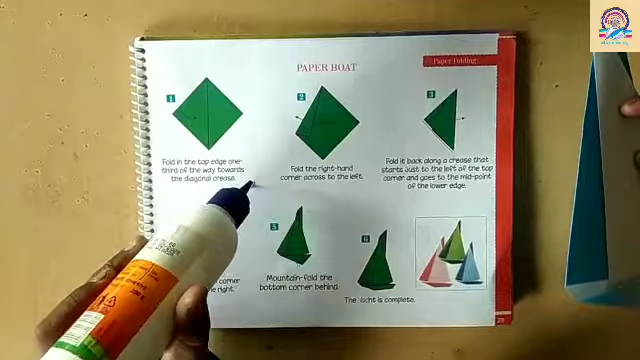 Paper Folding
PAPER BOAT
1
2
3
Fold in the top edge one-
third of the way towards
the diagonal crease.
Fold the right-hand
corner across to the left.
Fold it back along a crease that
starts just to the left of the top
corner and goes to the mid-point
of the lower edge.
5
6
corner
he right.
Mountain-fold the
bottom corner behind.
The yacht is complete.
29